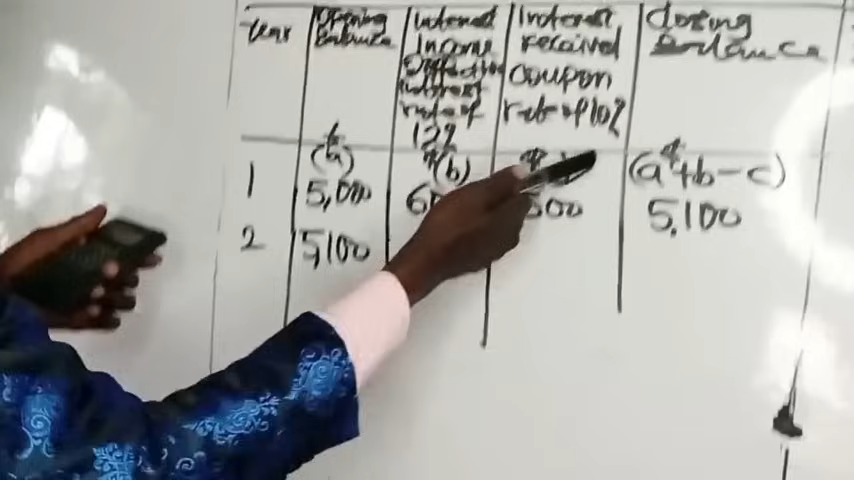 Year
Opening
Balance
Interest
Income
Effective
interest
rate of
12%
Interest
received
coupon
rate of 10%
closing
Balance
(a)
(b)
(a+b-c)
1
5,000
500
5,100
2
5,100